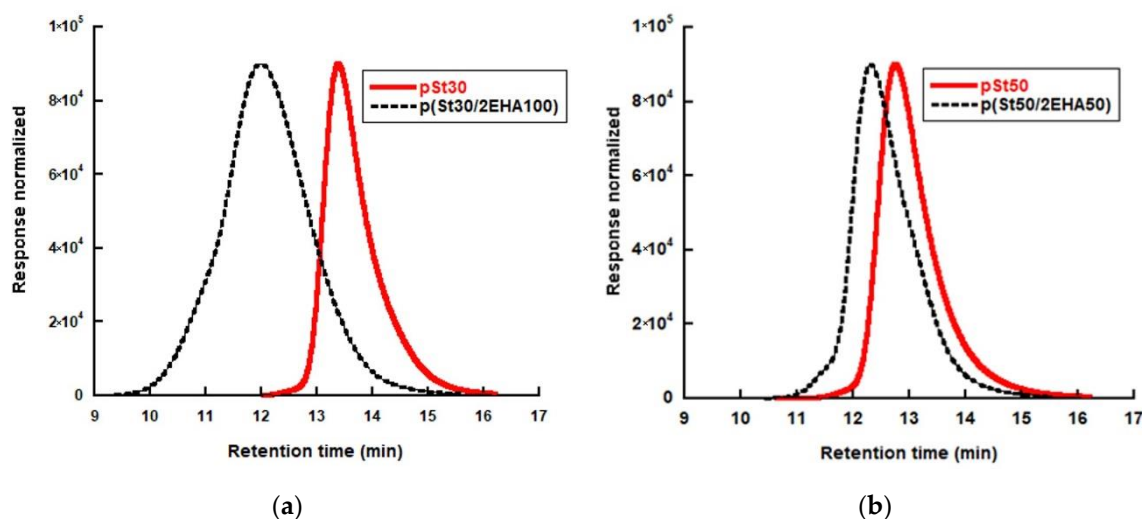 1×10⁵
8×10⁴
6×10⁴
4×10⁴
2×10⁴
0
Response normalized
pSt30
p(St30/2EHA100)
9 10 11 12 13 14 15 16 17
Retention time (min)
(a)
1×10⁵
8×10⁴
6×10⁴
4×10⁴
2×10⁴
0
Response normalized
pSt50
p(St50/2EHA50)
9 10 11 12 13 14 15 16 17
Retention time (min)
(b)